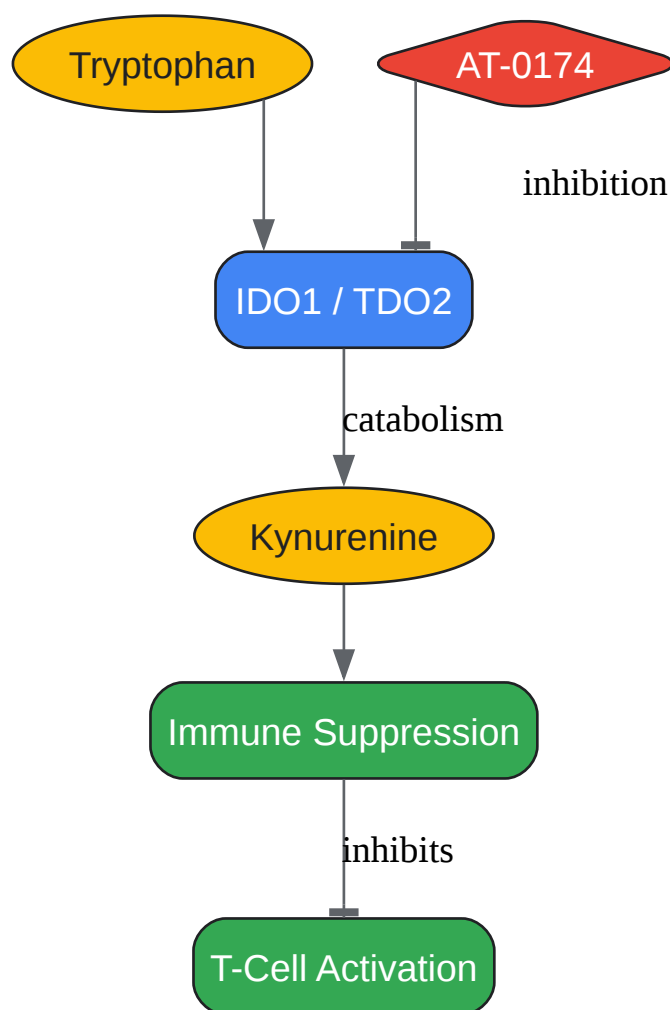 Tryptophan
AT-0174
inhibition
IDO1 / TDO2
catabolism
Kynurenine
Immune Suppression
inhibits
T-Cell Activation